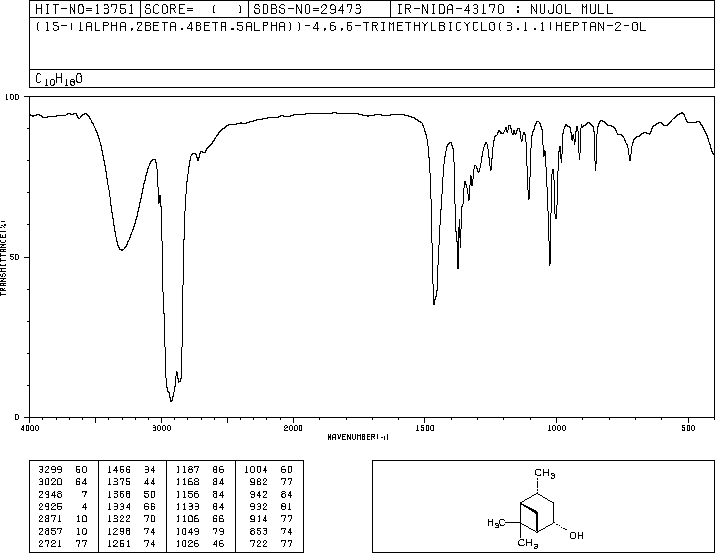 HIT-NO=13751 SCORE= ( ) SDBS-NO=29473 IR-NIDA-43170 : NUJOL MULL
(1S-(1ALPHA,2BETA,4BETA,5ALPHA))-4,6,6-TRIMETHYLBICYCLO(3.1.1)HEPTAN-2-OL
C10H18O
100
50
0
TRANSMITTANCE(%)
4000 3000 2000 1500 1000 500
WAVENUMBER(-1)
3299 50 1466 34 1187 86 1004 60
3020 64 1375 44 1168 84 982 77
2948 7 1368 50 1156 84 942 84
2925 4 1334 66 1133 84 932 81
2871 10 1322 70 1106 66 914 77
2857 10 1298 74 1049 79 853 74
2721 77 1251 74 1026 46 722 77
CH3
H3C
CH3
OH